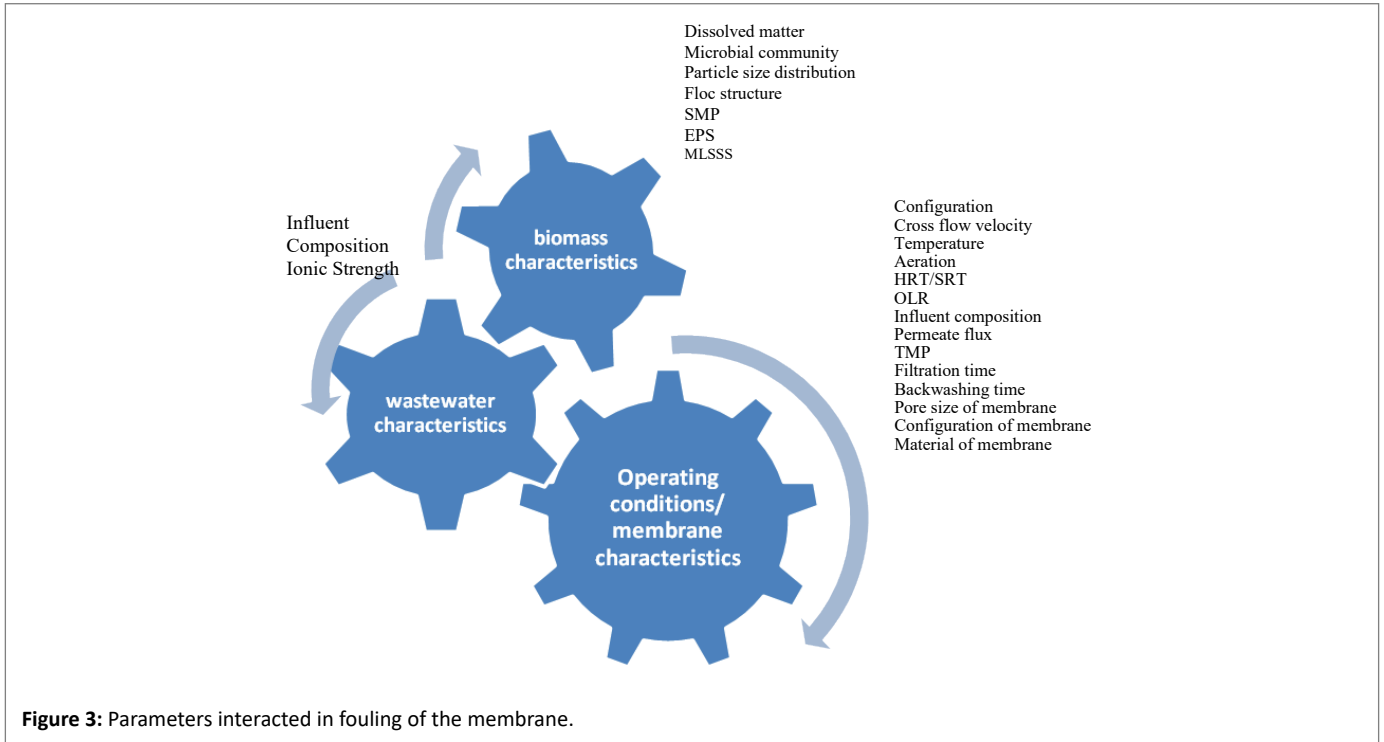 Dissolved matter
Microbial community
Particle size distribution
Floc structure
SMP
EPS
MLSSS
Influent
Composition
Ionic Strength
biomass
characteristics
Configuration
Cross flow velocity
Temperature
Aeration
HRT/SRT
OLR
Influent composition
Permeate flux
TMP
Filtration time
Backwashing time
Pore size of membrane
Configuration of membrane
Material of membrane
wastewater
characteristics
Operating
conditions/
membrane
characteristics
Figure 3: Parameters interacted in fouling of the membrane.